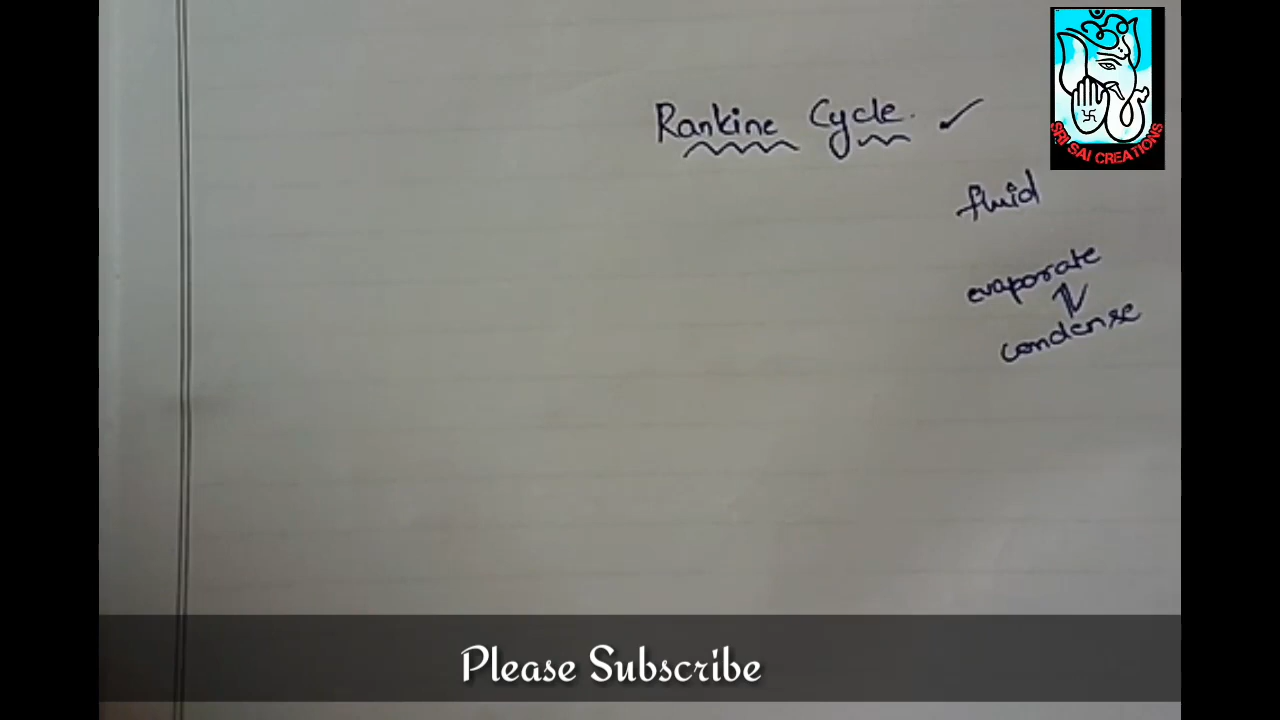 Rankine Cycle.
fluid
evaporate
condense
SRI SAI CREATIONS
Please Subscribe